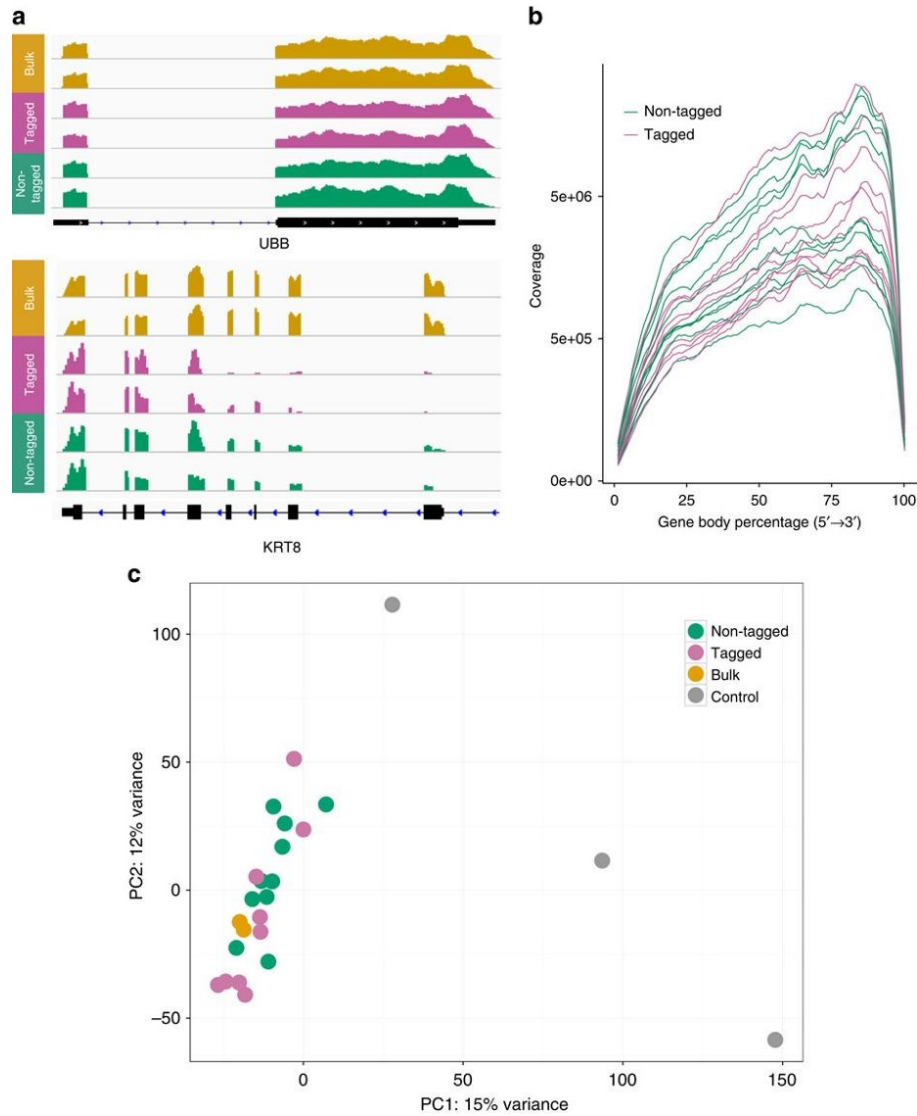 a
Bulk
Tagged
Non-
tagged
UBB
Bulk
Tagged
Non-tagged
KRT8
b
Non-tagged
Tagged
Coverage
5e+06
5e+05
0e+00
0
25
50
75
100
Gene body percentage (5′→3′)
c
Non-tagged
Tagged
Bulk
Control
PC2: 12% variance
100
50
0
−50
0
50
100
150
PC1: 15% variance